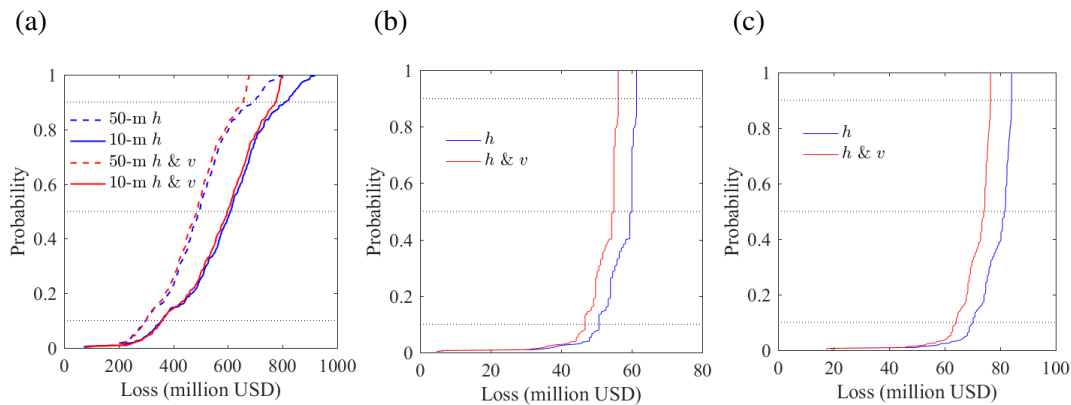 (a)
1
0.8
0.6
0.4
0.2
0
Probability
50-m h
10-m h
50-m h & v
10-m h & v
0 200 400 600 800 1000
Loss (million USD)
(b)
1
0.8
0.6
0.4
0.2
0
Probability
h
h & v
0 20 40 60 80
Loss (million USD)
(c)
1
0.8
0.6
0.4
0.2
0
Probability
h
h & v
0 20 40 60 80 100
Loss (million USD)